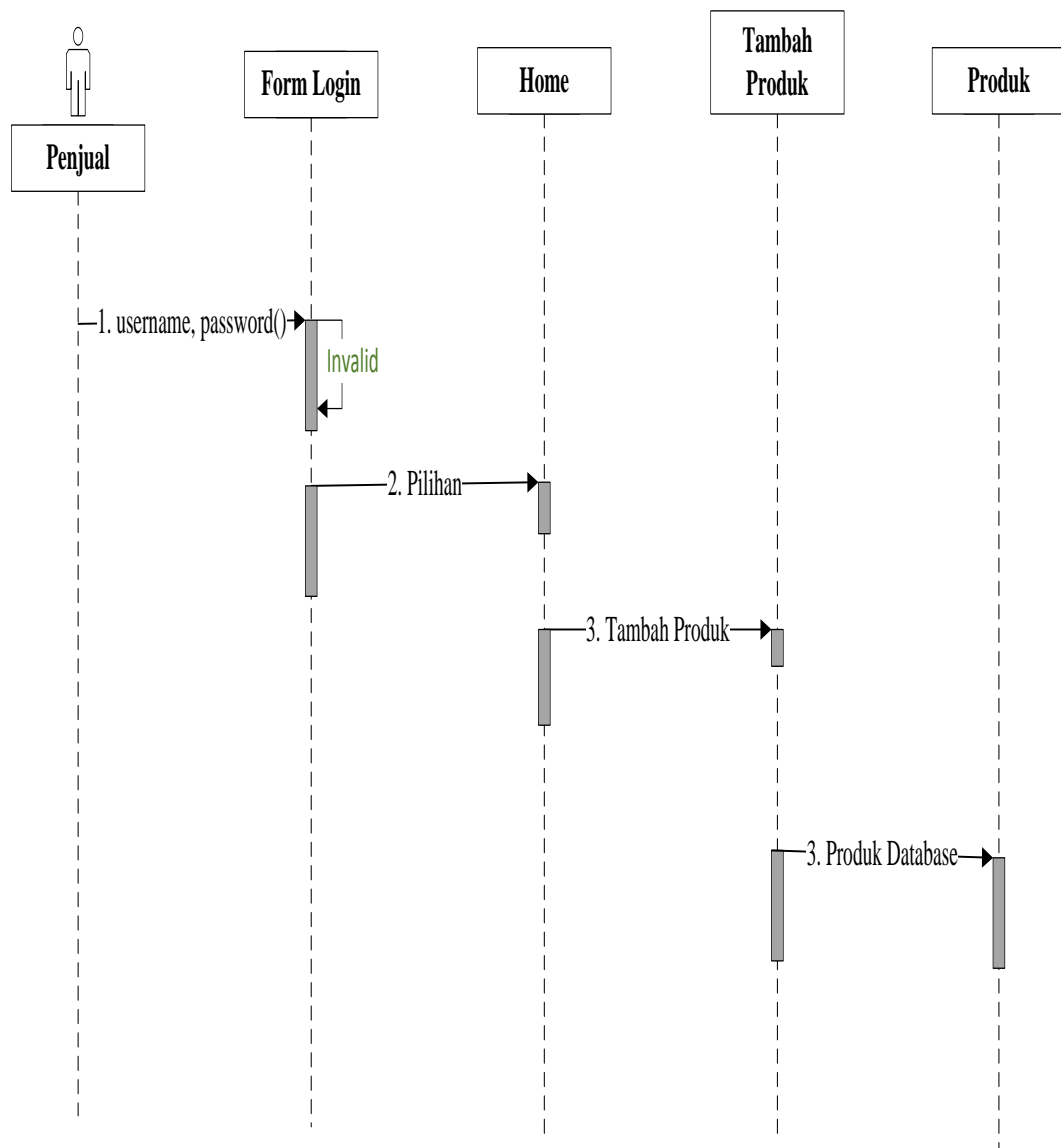 Penjual
Form Login
Home
Tambah
Produk
Produk
1. username, password()
Invalid
2. Pilihan
3. Tambah Produk
3. Produk Database